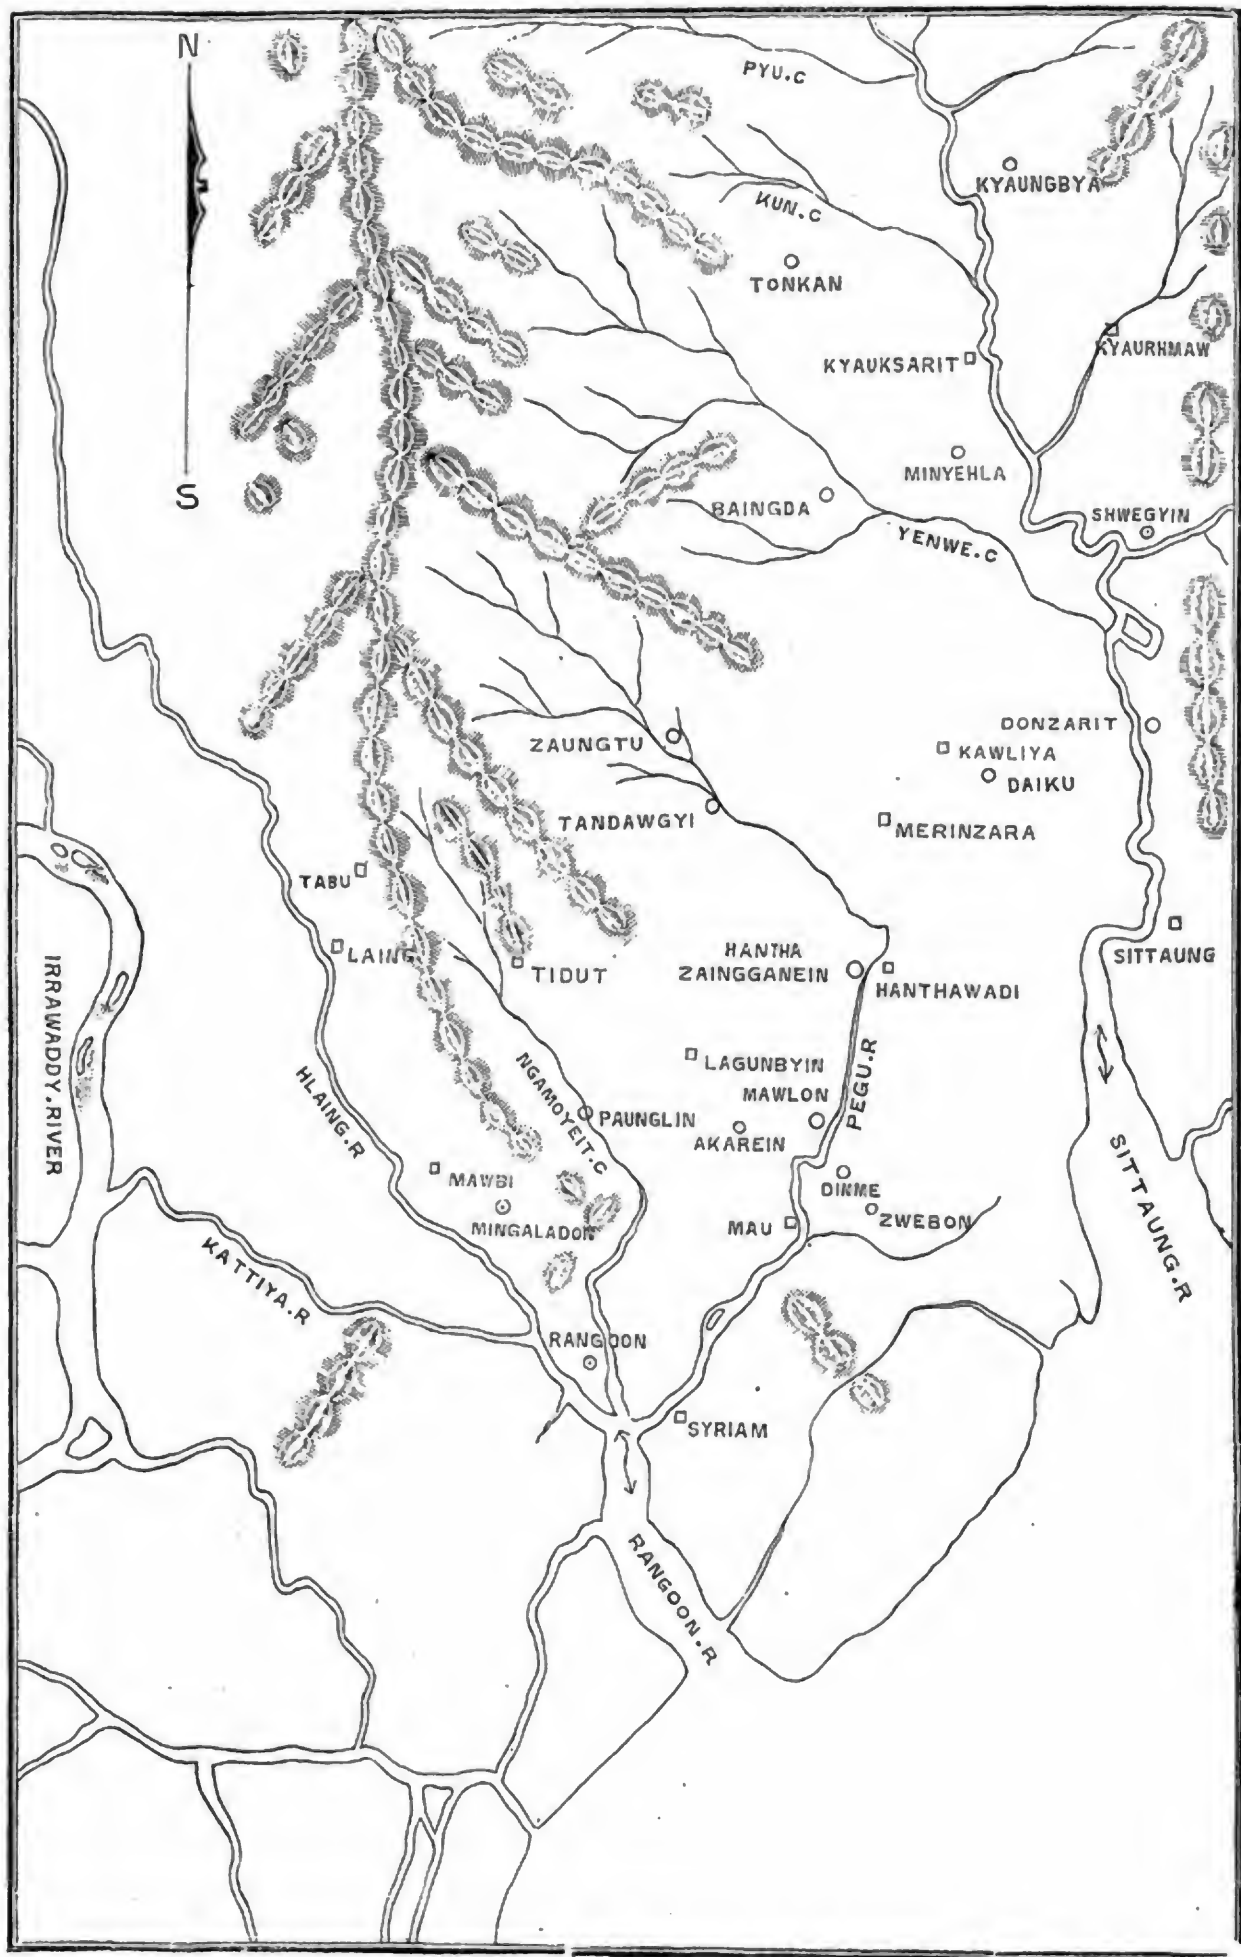 N
S
PYU.C
KYAUNGBYA
KUN.C
TONKAN
KYAUKSARIT
KYAURHMAW
MINYEHLA
BAINGDA
SHWEGYIN
YENWE.C
DONZARIT
ZAUNGTU
KAWLIYA
DAIKU
TANDAWGYI
MERINZARA
TABU
LAING
TIDUT
HANTHA
ZAINGGANEIN
HANTHAWADI
SITTAUNG
IRRAWADDY.RIVER
HLAING.R
NGAMOYEIT.C
LAGUNBYIN
MAWLON
PEGU.R
PAUNGLIN
AKAREIN
MAWBI
MINGALADON
DINME
ZWEBON
MAU
SITTAUNG.R
KATTIYA.R
RANGOON
SYRIAM
RANGOON.R